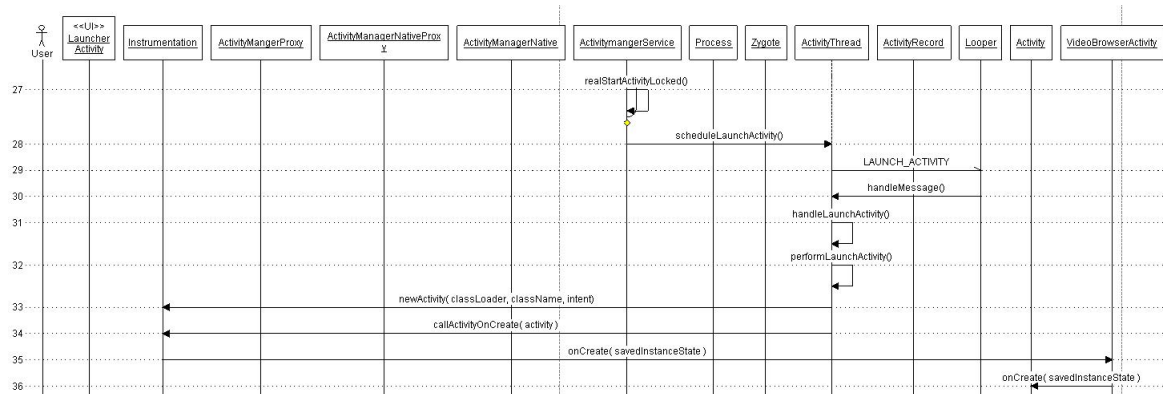 <<UI>>
Launcher
Activity
User
Instrumentation
ActivityMangerProxy
ActivityManagerNativeProx
y
ActivityManagerNative
ActivitymangerService
Process
Zygote
ActivityThread
ActivityRecord
Looper
Activity
VideoBrowserActivity
realStartActivityLocked()
27
scheduleLaunchActivity()
28
LAUNCH_ACTIVITY
29
handleMessage()
30
handleLaunchActivity()
31
performLaunchActivity()
32
newActivity( classLoader, className, intent)
33
callActivityOnCreate( activity )
34
onCreate( savedInstanceState )
35
onCreate( savedInstanceState )
36